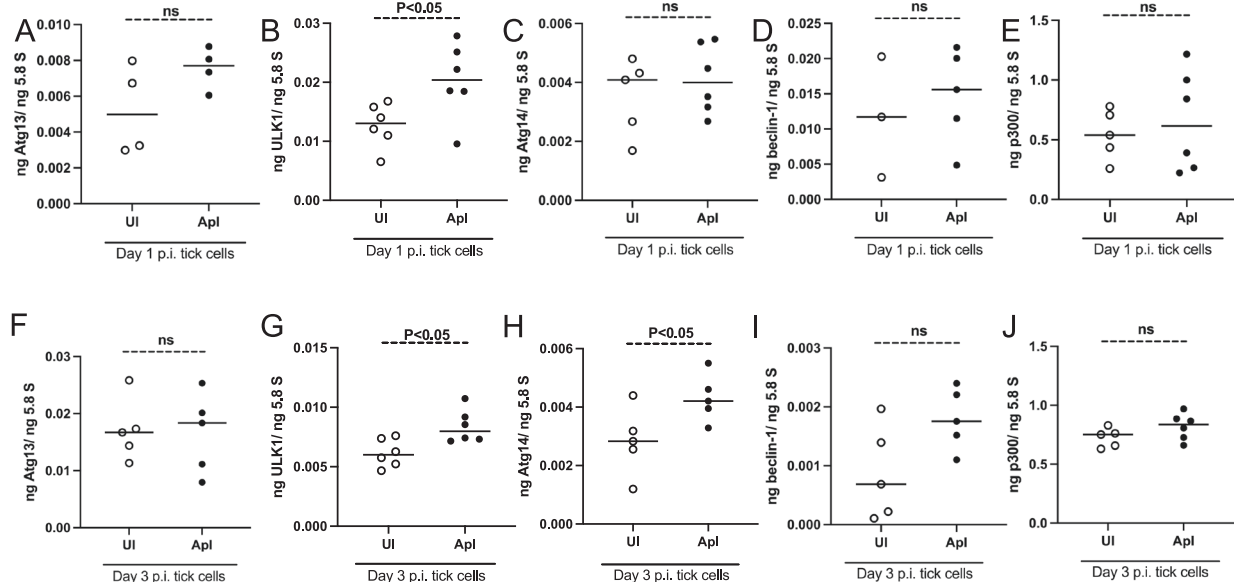 A
ns
0.010
0.008
0.006
0.004
0.002
0.000
ng Atg13/ ng 5.8 S
UI
ApI
Day 1 p.i. tick cells
B
P<0.05
0.03
0.02
0.01
0.00
ng ULK1/ ng 5.8 S
UI
ApI
Day 1 p.i. tick cells
C
ns
0.006
0.004
0.002
0.000
ng Atg14/ ng 5.8 S
UI
ApI
Day 1 p.i. tick cells
D
ns
0.025
0.020
0.015
0.010
0.005
0.000
ng beclin-1/ ng 5.8 S
UI
ApI
Day 1 p.i. tick cells
E
ns
1.5
1.0
0.5
0.0
ng p300/ ng 5.8 S
UI
ApI
Day 1 p.i. tick cells
F
ns
0.03
0.02
0.01
0.00
ng Atg13/ ng 5.8 S
UI
ApI
Day 3 p.i. tick cells
G
P<0.05
0.015
0.010
0.005
0.000
ng ULK1/ ng 5.8 S
UI
ApI
Day 3 p.i. tick cells
H
P<0.05
0.006
0.004
0.002
0.000
ng Atg14/ ng 5.8 S
UI
ApI
Day 3 p.i. tick cells
I
ns
0.003
0.002
0.001
0.000
ng beclin-1/ ng 5.8 S
UI
ApI
Day 3 p.i. tick cells
J
ns
1.5
1.0
0.5
0.0
ng p300/ ng 5.8 S
UI
ApI
Day 3 p.i. tick cells